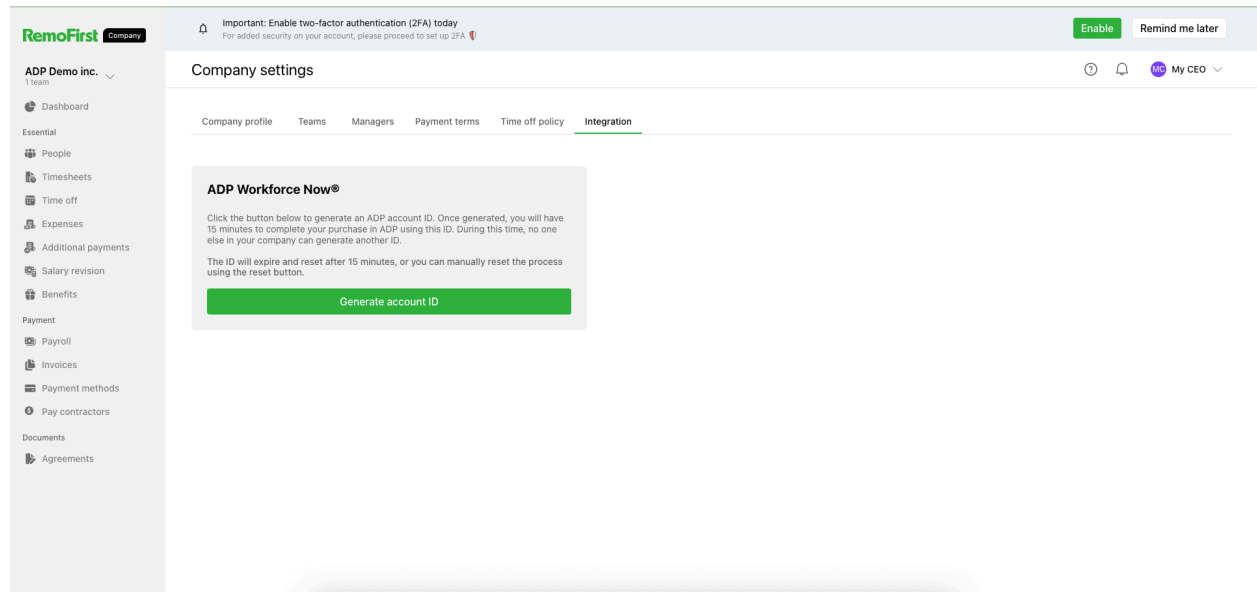 RemoFirst Company
Important: Enable two-factor authentication (2FA) today
For added security on your account, please proceed to set up 2FA
Enable
Remind me later
ADP Demo inc.
1 team
Company settings
MC My CEO
Dashboard
Essential
People
Timesheets
Time off
Expenses
Additional payments
Salary revision
Benefits
Payment
Payroll
Invoices
Payment methods
Pay contractors
Documents
Agreements
Company profile
Teams
Managers
Payment terms
Time off policy
Integration
ADP Workforce Now®
Click the button below to generate an ADP account ID. Once generated, you will have
15 minutes to complete your purchase in ADP using this ID. During this time, no one
else in your company can generate another ID.
The ID will expire and reset after 15 minutes, or you can manually reset the process
using the reset button.
Generate account ID